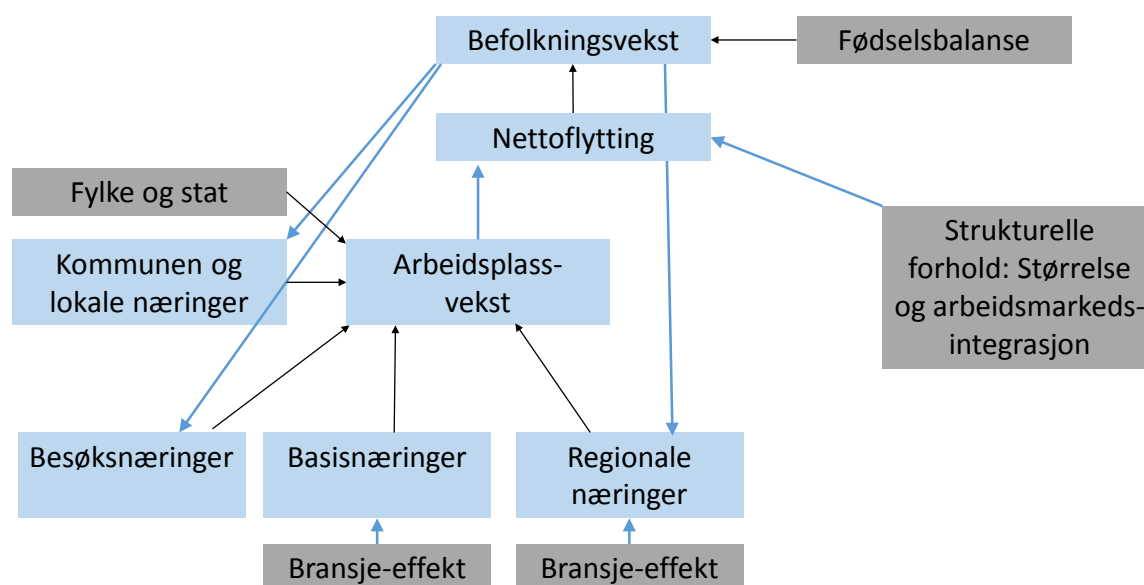 Befolkningsvekst
Fødselsbalanse
Nettoflytting
Fylke og stat
Kommunen og
lokale næringer
Arbeidsplass-
vekst
Strukturelle
forhold: Størrelse
og arbeidsmarkeds-
integrasjon
Besøksnæringer
Basisnæringer
Regionale
næringer
Bransje-effekt
Bransje-effekt